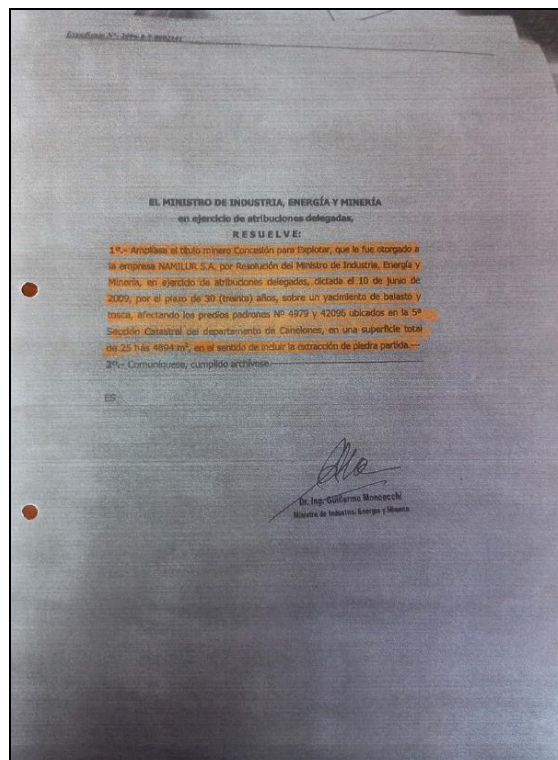 Expediente Nº:
EL MINISTRO DE INDUSTRIA, ENERGÍA Y MINERÍA
en ejercicio de atribuciones delegadas,
RESUELVE:
1º.- Amplíase el título minero Concesión para Explotar, que le fue otorgado a
la empresa NAMILUR S.A. por Resolución del Ministro de Industria, Energía y
Minería, en ejercicio de atribuciones delegadas, dictada el 10 de junio de
2009, por el plazo de 30 (treinta) años, sobre un yacimiento de balasto y
tosca, afectando los predios padrones Nº 4979 y 42096 ubicados en la 5ª
Sección Catastral del departamento de Canelones, en una superficie total
de 25 hás 4894 m², en el sentido de incluir la extracción de piedra partida.—
2º.- Comuníquese, cumplido archívese.
ES
Dr. Ing. Guillermo Moncecchi
Ministro de Industria, Energía y Minería